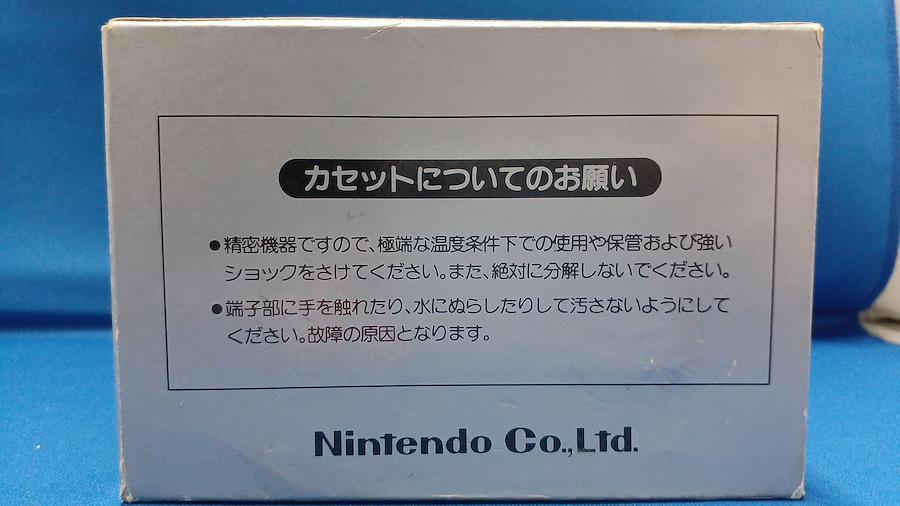 カセットについてのお願い
●精密機器ですので、極端な温度条件下での使用や保管および強い
ショックをさけてください。また、絶対に分解しないでください。
●端子部に手を触れたり、水にぬらしたりして汚さないようにして
ください。故障の原因となります。
Nintendo Co.,Ltd.